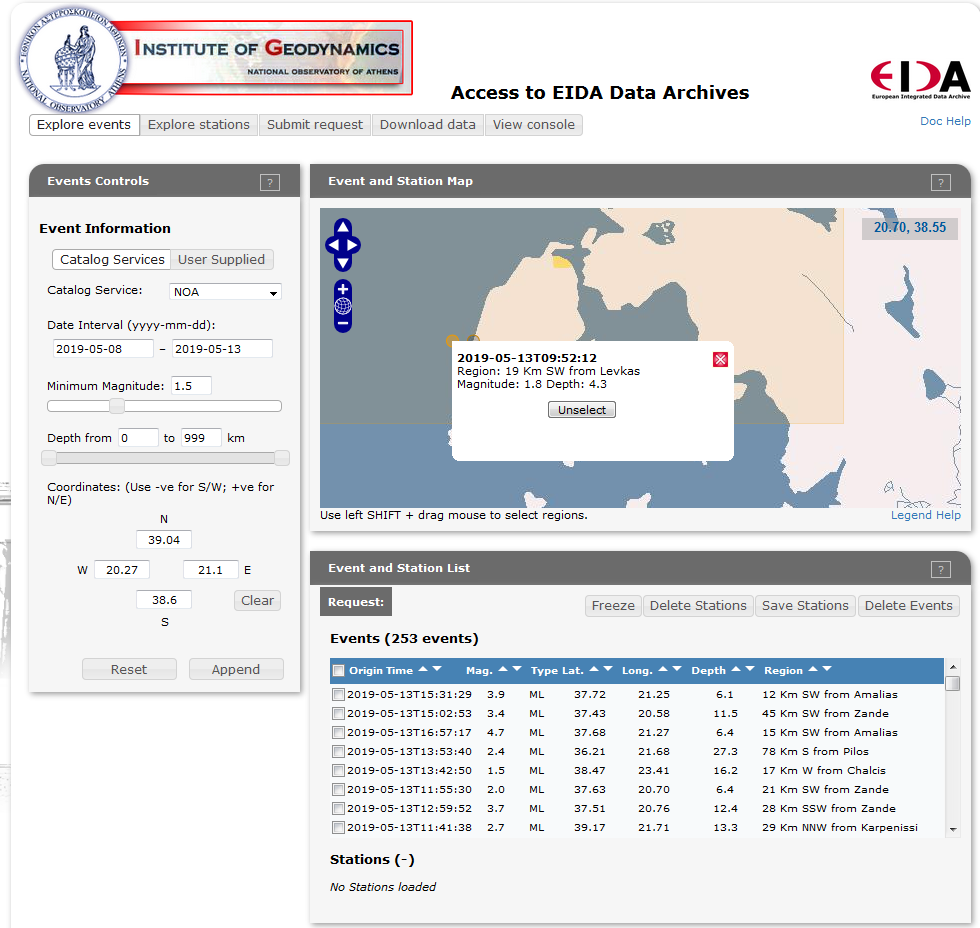 ΕΘΝΙΚΟΝ ΑΣΤΕΡΟΣΚΟΠΕΙΟΝ ΑΘΗΝΩΝ
NATIONAL OBSERVATORY OF ATHENS
INSTITUTE OF GEODYNAMICS
NATIONAL OBSERVATORY OF ATHENS
Access to EIDA Data Archives
EIDA
European Integrated Data Archive
Explore events Explore stations Submit request Download data View console
Doc Help
Events Controls ?
Event Information
Catalog Services User Supplied
Catalog Service: NOA
Date Interval (yyyy-mm-dd):
2019-05-08 – 2019-05-13
Minimum Magnitude: 1.5
Depth from 0 to 999 km
Coordinates: (Use -ve for S/W; +ve for
N/E)
N
39.04
W 20.27 21.1 E
38.6 Clear
S
Reset Append
Event and Station Map ?
20.70, 38.55
2019-05-13T09:52:12
Region: 19 Km SW from Levkas
Magnitude: 1.8 Depth: 4.3
Unselect
Use left SHIFT + drag mouse to select regions.
Legend Help
Event and Station List ?
Request:
Freeze Delete Stations Save Stations Delete Events
Events (253 events)
Origin Time Mag. Type Lat. Long. Depth Region
2019-05-13T15:31:29 3.9 ML 37.72 21.25 6.1 12 Km SW from Amalias
2019-05-13T15:02:53 3.4 ML 37.43 20.58 11.5 45 Km SW from Zande
2019-05-13T16:57:17 4.7 ML 37.68 21.27 6.4 15 Km SW from Amalias
2019-05-13T13:53:40 2.4 ML 36.21 21.68 27.3 78 Km S from Pilos
2019-05-13T13:42:50 1.5 ML 38.47 23.41 16.2 17 Km W from Chalcis
2019-05-13T11:55:30 2.0 ML 37.63 20.70 6.4 21 Km SW from Zande
2019-05-13T12:59:52 3.7 ML 37.51 20.76 12.4 28 Km SSW from Zande
2019-05-13T11:41:38 2.7 ML 39.17 21.71 13.3 29 Km NNW from Karpenissi
Stations (-)
No Stations loaded